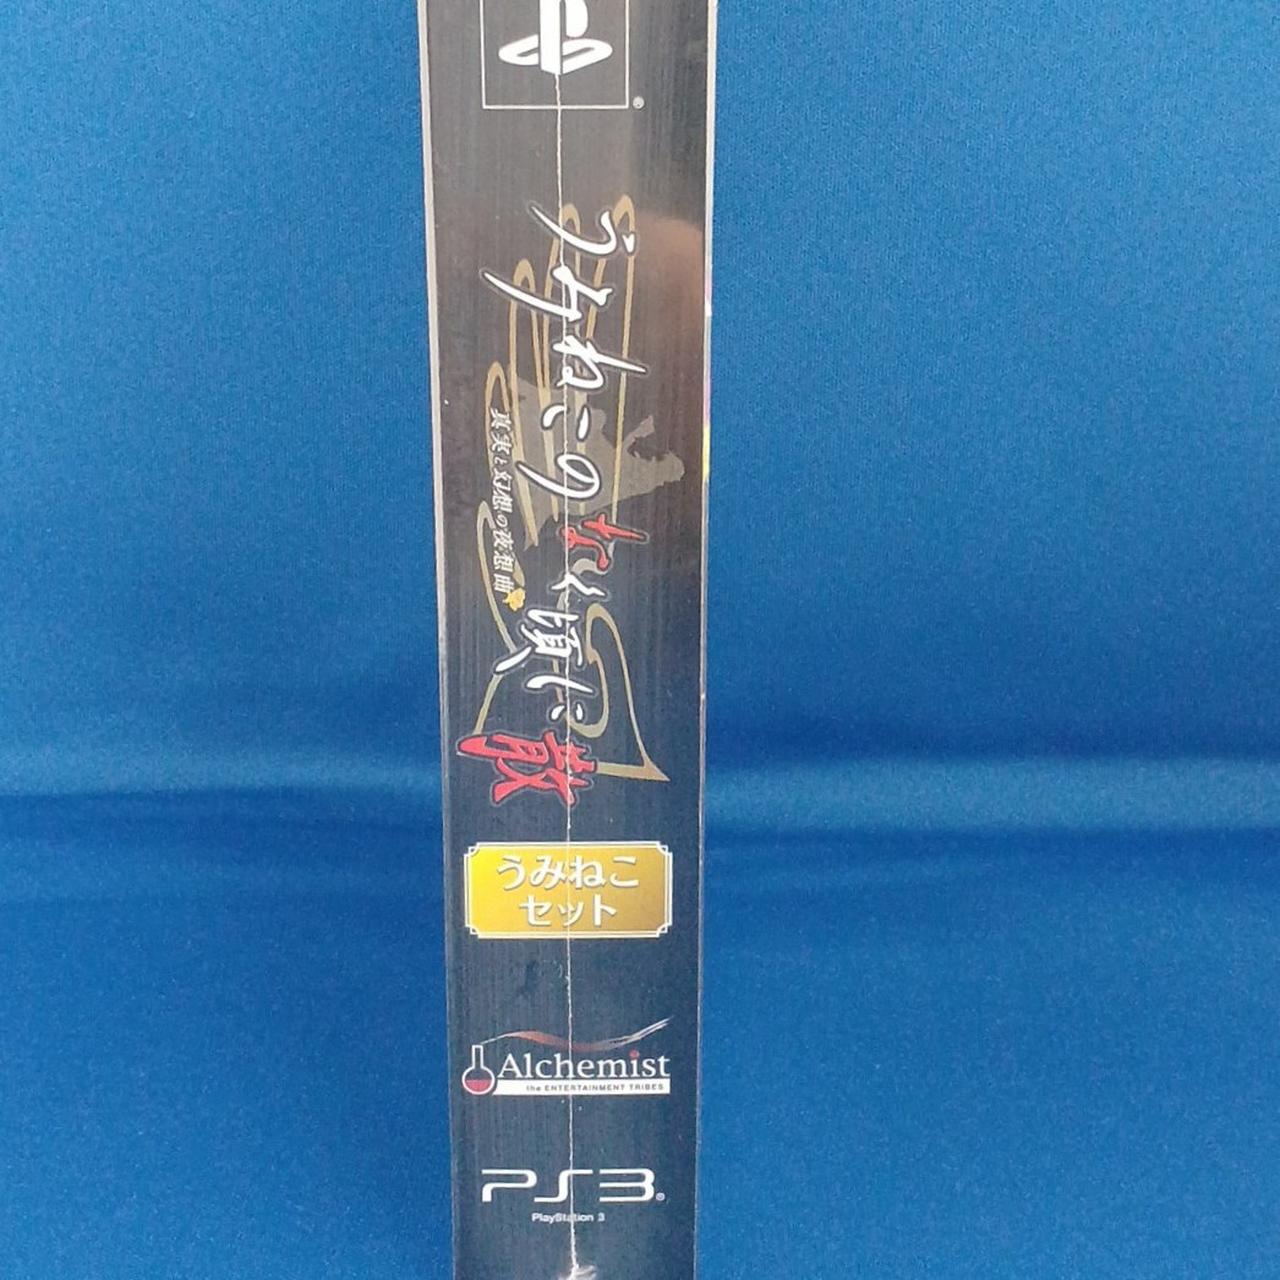 うみねこのなく頃に散
真実と幻想の夜想曲
うみねこ
セット
Alchemist
the ENTERTAINMENT TRIBES
PS3®
PlayStation 3